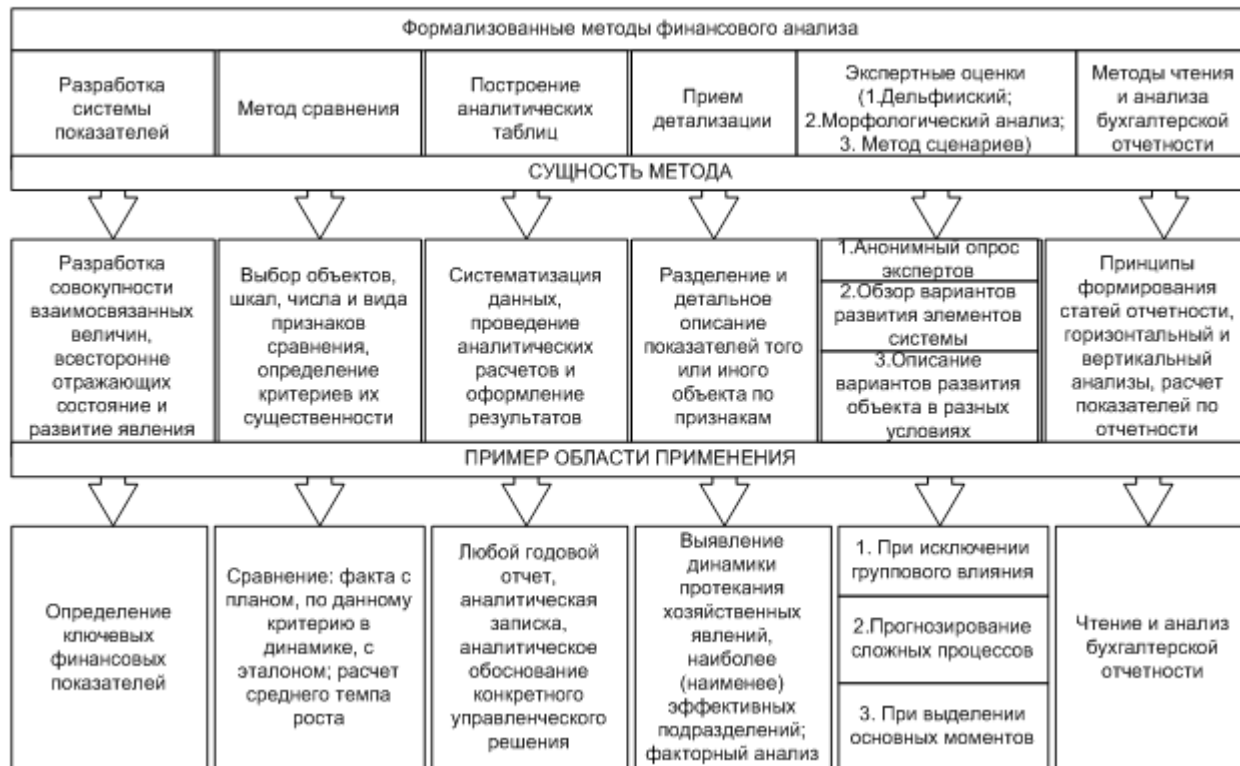 Формализованные методы финансового анализа
Разработка
системы
показателей
Метод сравнения
Построение
аналитических
таблиц
Прием
детализации
Экспертные оценки
(1.Дельфийский;
2.Морфологический анализ;
3. Метод сценариев)
Методы чтения
и анализа
бухгалтерской
отчетности
СУЩНОСТЬ МЕТОДА
Разработка
совокупности
взаимосвязанных
величин,
всесторонне
отражающих
состояние и
развитие явления
Выбор объектов,
шкал, числа и вида
признаков
сравнения,
определение
критериев их
существенности
Систематизация
данных,
проведение
аналитических
расчетов и
оформление
результатов
Разделение и
детальное
описание
показателей того
или иного
объекта по
признакам
1.Анонимный опрос
экспертов
2.Обзор вариантов
развития элементов
системы
3.Описание
вариантов развития
объекта в разных
условиях
Принципы
формирования
статей отчетности,
горизонтальный и
вертикальный
анализы, расчет
показателей по
отчетности
ПРИМЕР ОБЛАСТИ ПРИМЕНЕНИЯ
Определение
ключевых
финансовых
показателей
Сравнение: факта с
планом, по данному
критерию в
динамике, с
эталоном; расчет
среднего темпа
роста
Любой годовой
отчет,
аналитическая
записка,
аналитическое
обоснование
конкретного
управленческого
решения
Выявление
динамики
протекания
хозяйственных
явлений,
наиболее
(наименее)
эффективных
подразделений;
факторный анализ
1. При исключении
группового влияния
2.Прогнозирование
сложных процессов
3. При выделении
основных моментов
Чтение и анализ
бухгалтерской
отчетности